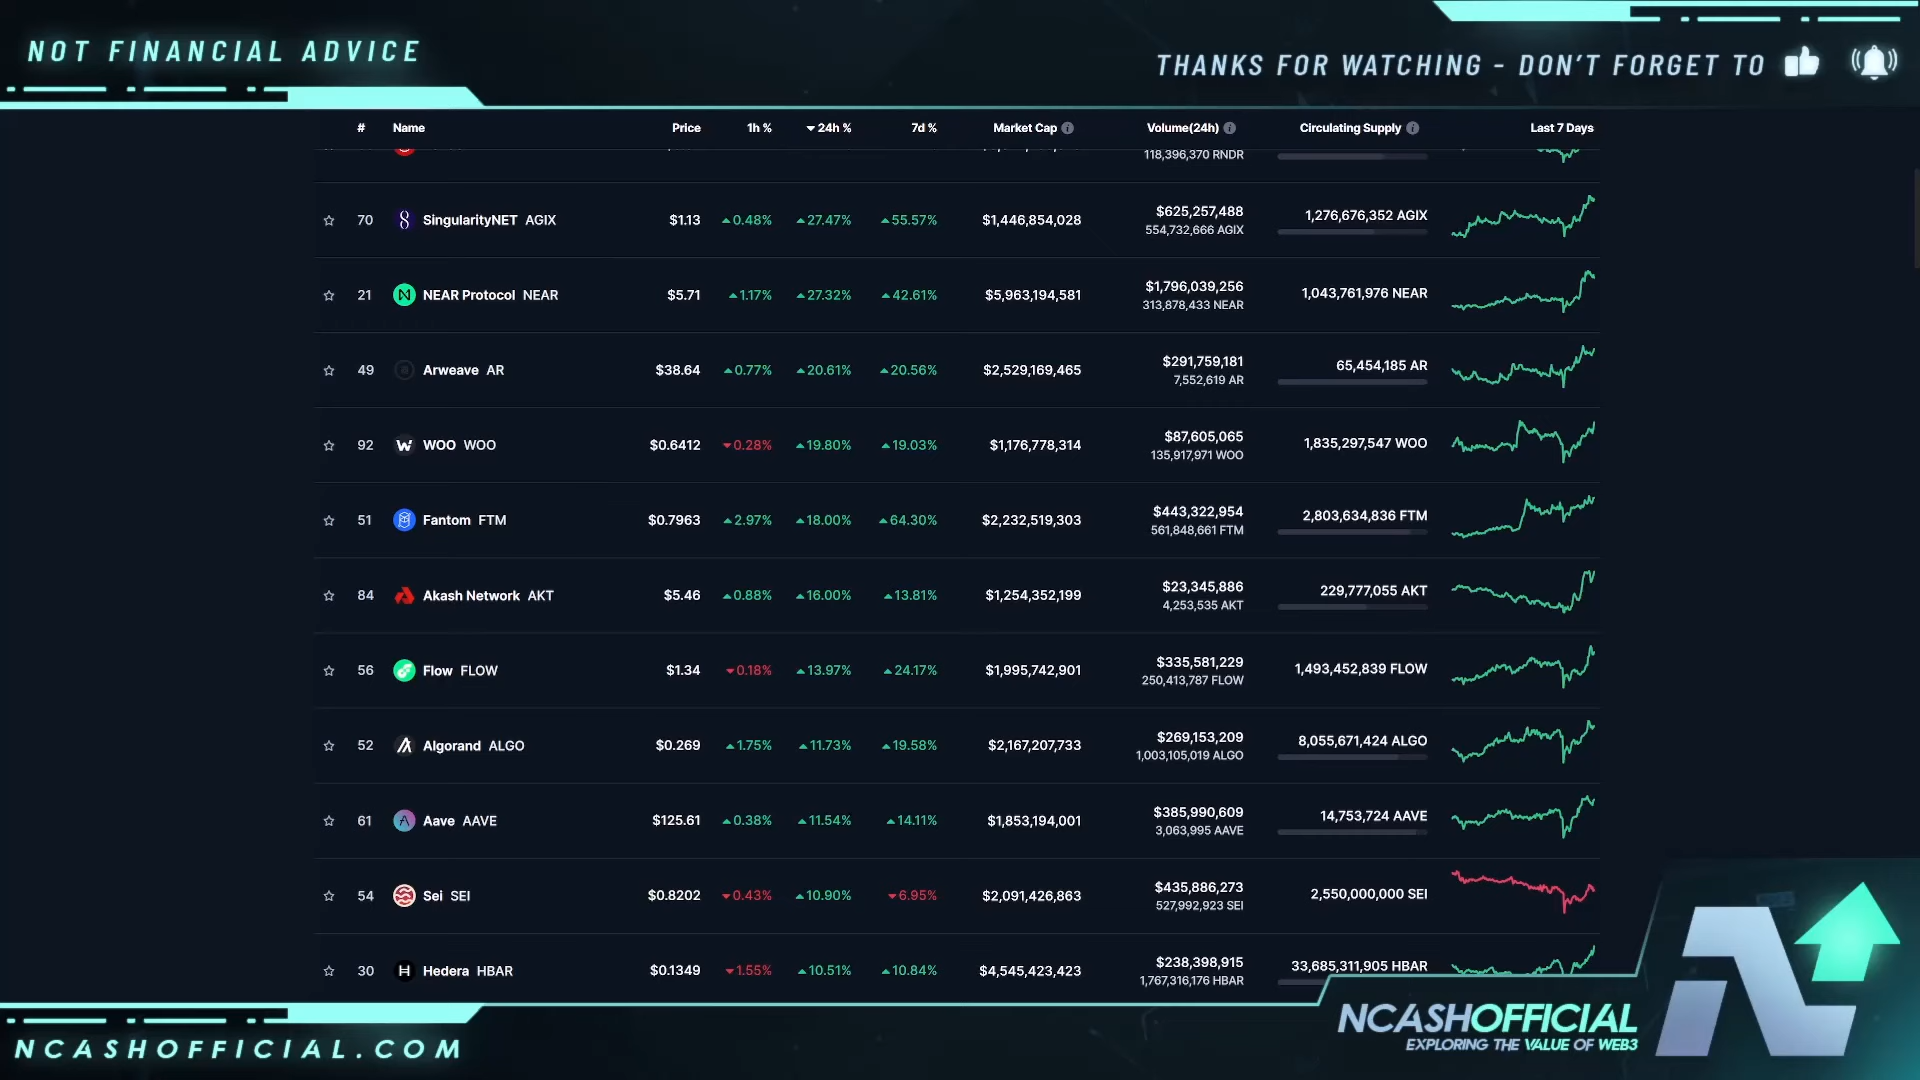 NOT FINANCIAL ADVICE
THANKS FOR WATCHING - DON'T FORGET TO
# Name Price 1h % 24h % 7d % Market Cap Volume(24h) Circulating Supply Last 7 Days
118,396,370 RNDR
70 SingularityNET AGIX $1.13 0.48% 27.47% 55.57% $1,446,854,028 $625,257,488 1,276,676,352 AGIX
554,732,666 AGIX
21 NEAR Protocol NEAR $5.71 1.17% 27.32% 42.61% $5,963,194,581 $1,796,039,256 1,043,761,976 NEAR
313,878,433 NEAR
49 Arweave AR $38.64 0.77% 20.61% 20.56% $2,529,169,465 $291,759,181 65,454,185 AR
7,552,619 AR
92 WOO WOO $0.6412 0.28% 19.80% 19.03% $1,176,778,314 $87,605,065 1,835,297,547 WOO
135,917,971 WOO
51 Fantom FTM $0.7963 2.97% 18.00% 64.30% $2,232,519,303 $443,322,954 2,803,634,836 FTM
561,848,661 FTM
84 Akash Network AKT $5.46 0.88% 16.00% 13.81% $1,254,352,199 $23,345,886 229,777,055 AKT
4,253,535 AKT
56 Flow FLOW $1.34 0.18% 13.97% 24.17% $1,995,742,901 $335,581,229 1,493,452,839 FLOW
250,413,787 FLOW
52 Algorand ALGO $0.269 1.75% 11.73% 19.58% $2,167,207,733 $269,153,209 8,055,671,424 ALGO
1,003,105,019 ALGO
61 Aave AAVE $125.61 0.38% 11.54% 14.11% $1,853,194,001 $385,990,609 14,753,724 AAVE
3,063,995 AAVE
54 Sei SEI $0.8202 0.43% 10.90% 6.95% $2,091,426,863 $435,886,273 2,550,000,000 SEI
527,992,923 SEI
30 Hedera HBAR $0.1349 1.55% 10.51% 10.84% $4,545,423,423 $238,398,915 33,685,311,905 HBAR
1,767,316,176 HBAR
NCASHOFFICIAL
EXPLORING THE VALUE OF WEB3
NCASHOFFICIAL.COM